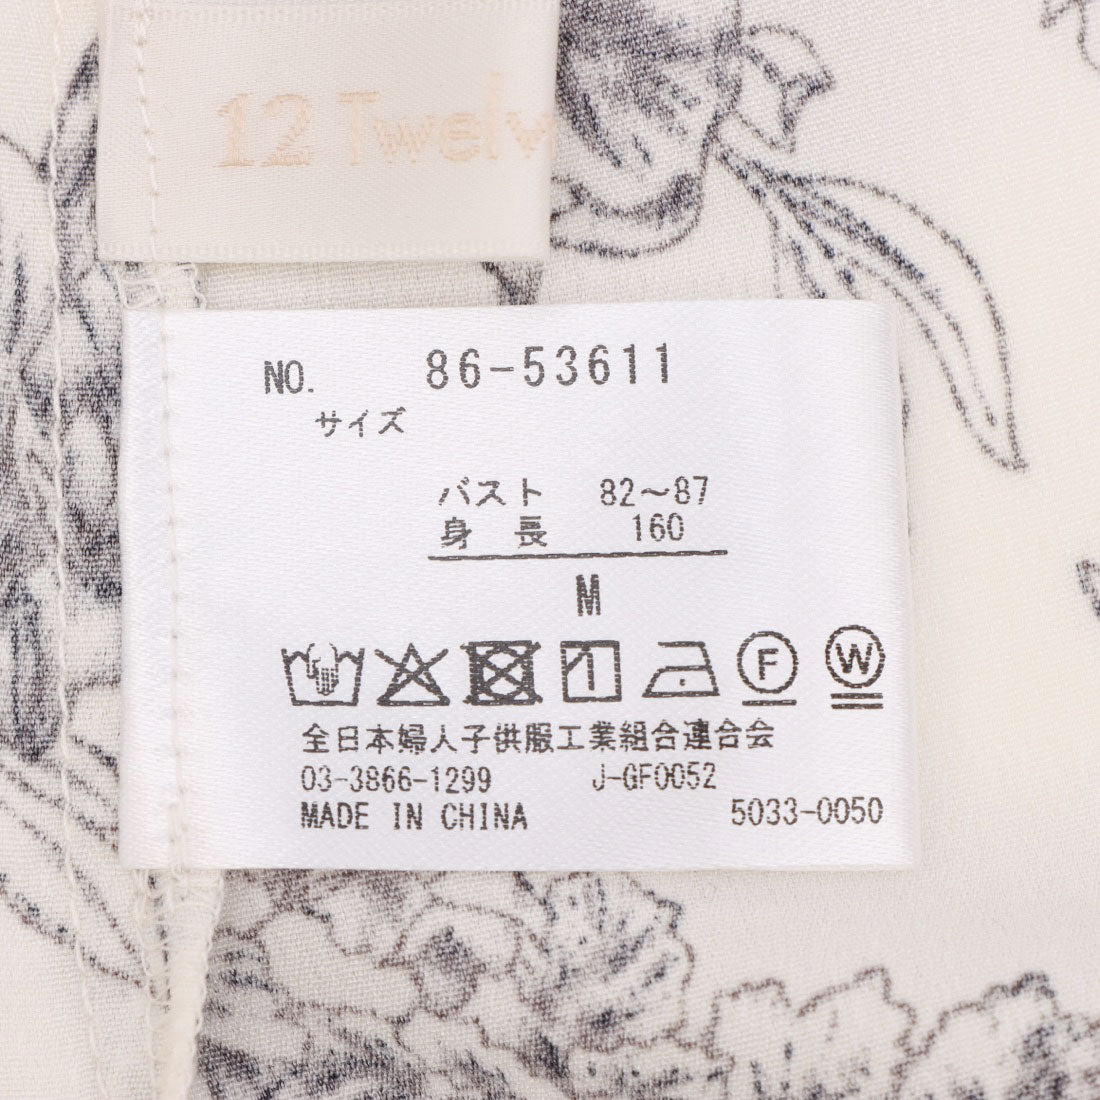 12 Twelv
NO. 86-53611
サイズ
バスト 82～87
身長 160
M
F W
全日本婦人子供服工業組合連合会
03-3866-1299 J-GF0052
MADE IN CHINA 5033-0050